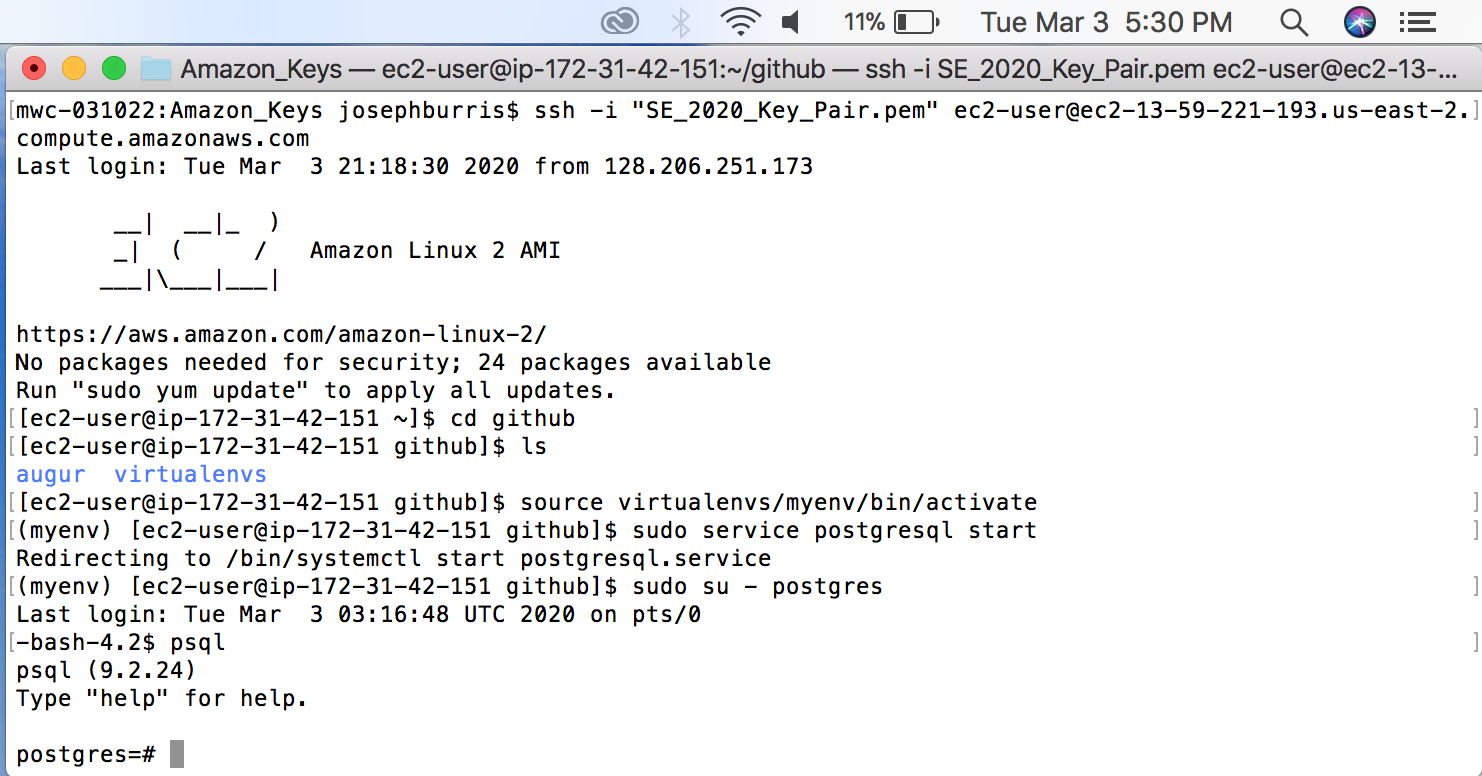 11% Tue Mar 3 5:30 PM
Amazon_Keys — ec2-user@ip-172-31-42-151:~/github — ssh -i SE_2020_Key_Pair.pem ec2-user@ec2-13-...
[mwc-031022:Amazon_Keys josephburris$ ssh -i "SE_2020_Key_Pair.pem" ec2-user@ec2-13-59-221-193.us-east-2.]
compute.amazonaws.com
Last login: Tue Mar  3 21:18:30 2020 from 128.206.251.173
       __|  __|_  )
       _|  (     /   Amazon Linux 2 AMI
      ___|\___|___|
https://aws.amazon.com/amazon-linux-2/
No packages needed for security; 24 packages available
Run "sudo yum update" to apply all updates.
[[ec2-user@ip-172-31-42-151 ~]$ cd github ]
[[ec2-user@ip-172-31-42-151 github]$ ls ]
augur  virtualenvs
[[ec2-user@ip-172-31-42-151 github]$ source virtualenvs/myenv/bin/activate ]
[(myenv) [ec2-user@ip-172-31-42-151 github]$ sudo service postgresql start ]
Redirecting to /bin/systemctl start postgresql.service
[(myenv) [ec2-user@ip-172-31-42-151 github]$ sudo su - postgres ]
Last login: Tue Mar  3 03:16:48 UTC 2020 on pts/0
[-bash-4.2$ psql ]
psql (9.2.24)
Type "help" for help.
postgres=#